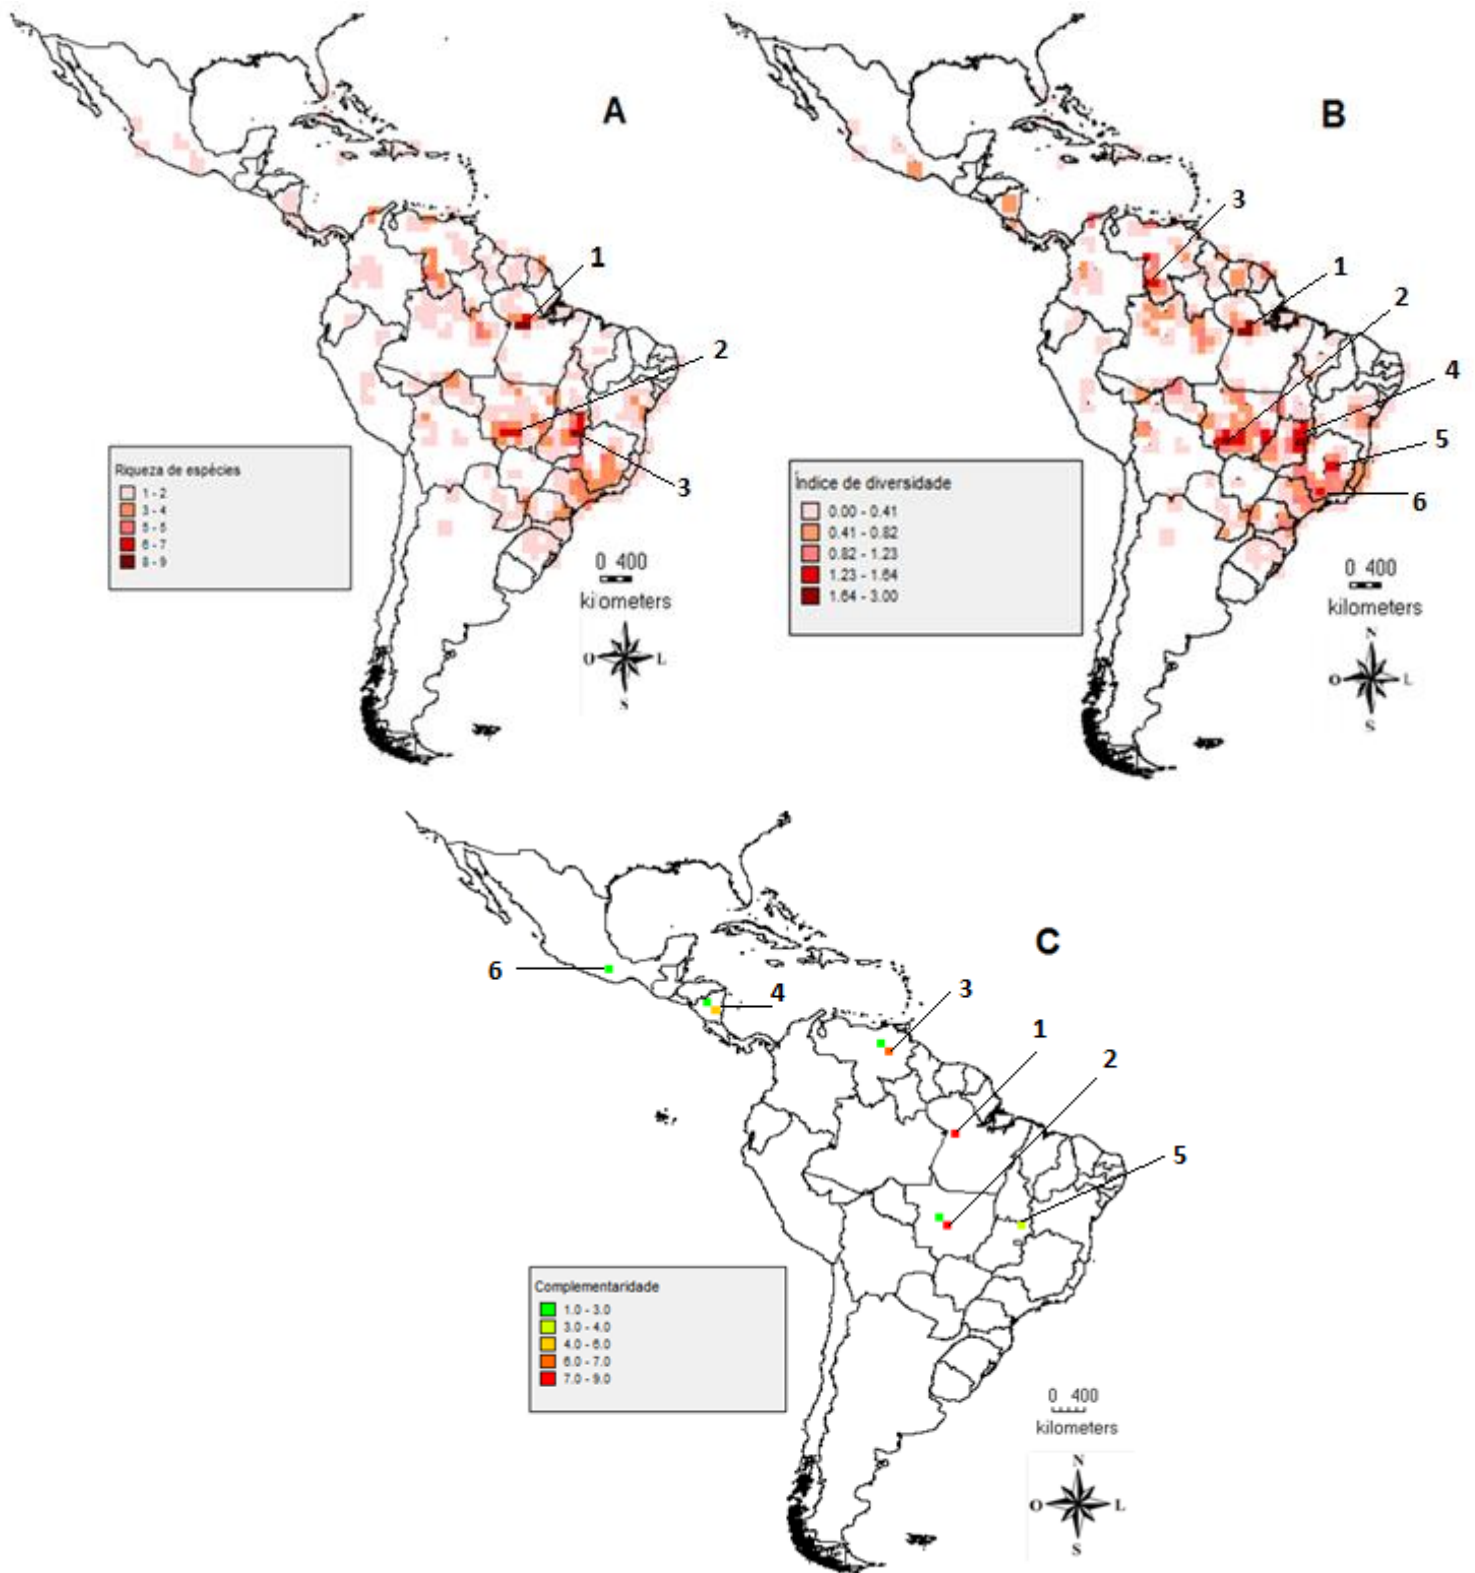 A
1
2
3
Riqueza de espécies
1 - 2
3 - 4
5 - 5
6 - 7
8 - 9
0 400
kilometers
O L
S
B
3
1
2
4
5
6
Índice de diversidade
0.00 - 0.41
0.41 - 0.82
0.82 - 1.23
1.23 - 1.64
1.64 - 3.00
0 400
kilometers
N
O L
S
C
6
4
3
1
2
5
Complementaridade
1.0 - 3.0
3.0 - 4.0
4.0 - 6.0
6.0 - 7.0
7.0 - 9.0
0 400
kilometers
N
O L
S